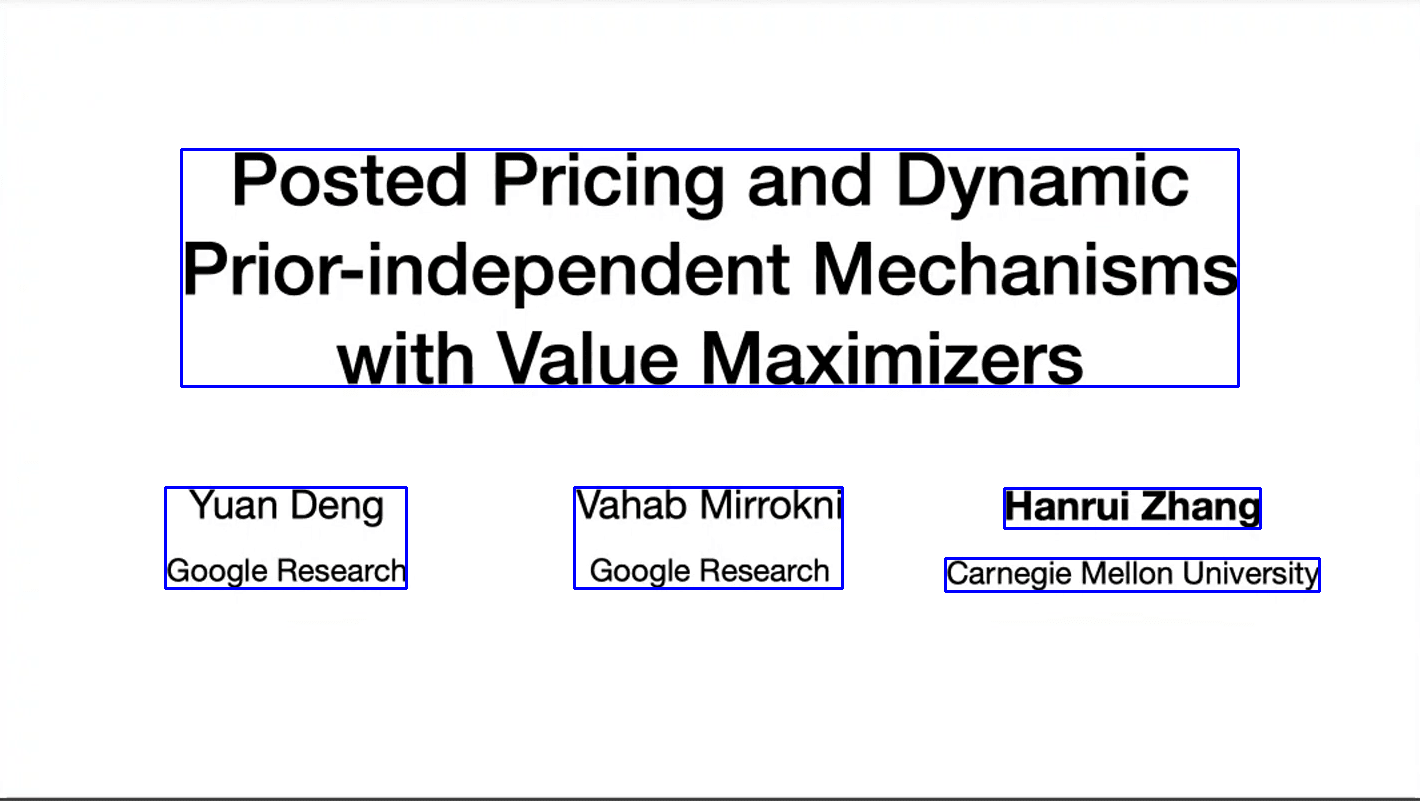 Posted Pricing and Dynamic
Prior-independent Mechanisms
with Value Maximizers
Yuan Deng
Google Research
Vahab Mirrokni
Google Research
Hanrui Zhang
Carnegie Mellon University